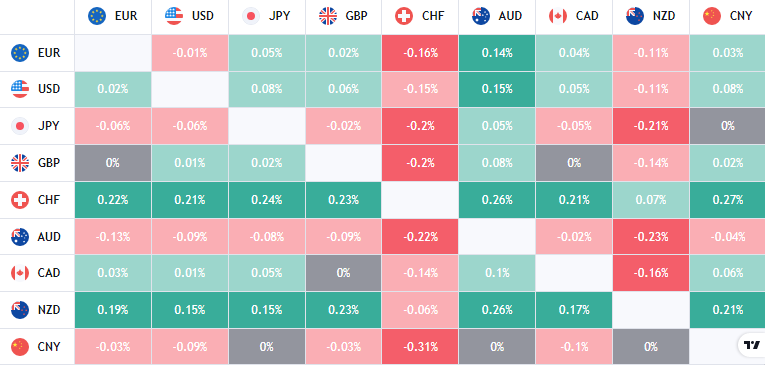 EUR USD JPY GBP CHF AUD CAD NZD CNY
EUR -0.01% 0.05% 0.02% -0.16% 0.14% 0.04% -0.11% 0.03%
USD 0.02% 0.08% 0.06% -0.15% 0.15% 0.05% -0.11% 0.08%
JPY -0.06% -0.06% -0.02% -0.2% 0.05% -0.05% -0.21% 0%
GBP 0% 0.01% 0.02% -0.2% 0.08% 0% -0.14% 0.02%
CHF 0.22% 0.21% 0.24% 0.23% 0.26% 0.21% 0.07% 0.27%
AUD -0.13% -0.09% -0.08% -0.09% -0.22% -0.02% -0.23% -0.04%
CAD 0.03% 0.01% 0.05% 0% -0.14% 0.1% -0.16% 0.06%
NZD 0.19% 0.15% 0.15% 0.23% -0.06% 0.26% 0.17% 0.21%
CNY -0.03% -0.09% 0% -0.03% -0.31% 0% -0.1% 0%